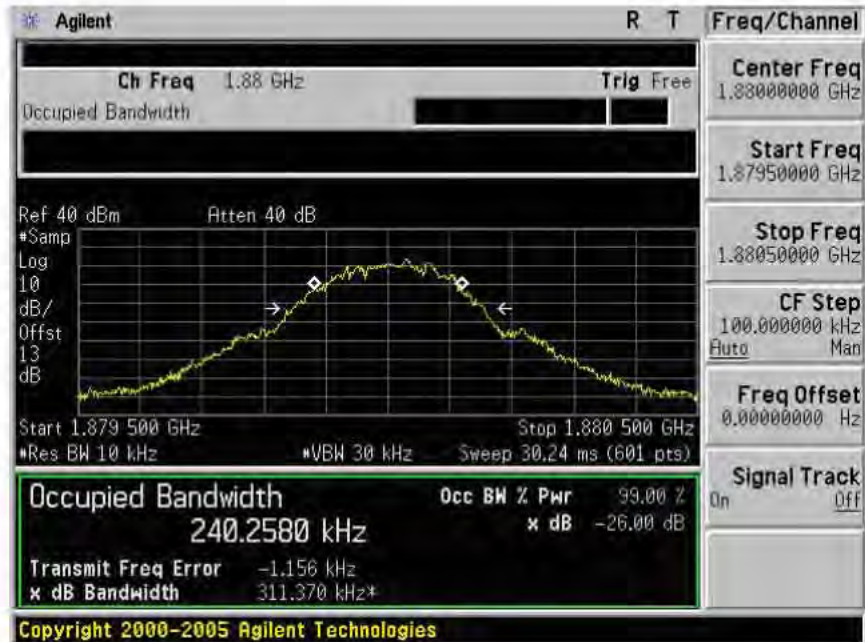 Agilent R T Freq/Channel
Ch Freq 1.88 GHz Trig Free
Occupied Bandwidth
Center Freq
1.88000000 GHz
Start Freq
1.87950000 GHz
Stop Freq
1.88050000 GHz
CF Step
100.000000 kHz
Auto Man
Freq Offset
0.00000000 Hz
Signal Track
On Off
Ref 40 dBm Atten 40 dB
#Samp
Log
10
dB/
Offst
13
dB
Start 1.879 500 GHz Stop 1.880 500 GHz
#Res BW 10 kHz #VBW 30 kHz Sweep 30.24 ms (601 pts)
Occupied Bandwidth Occ BW % Pwr 99.00 %
240.2580 kHz x dB -26.00 dB
Transmit Freq Error -1.156 kHz
x dB Bandwidth 311.370 kHz*
Copyright 2000-2005 Agilent Technologies